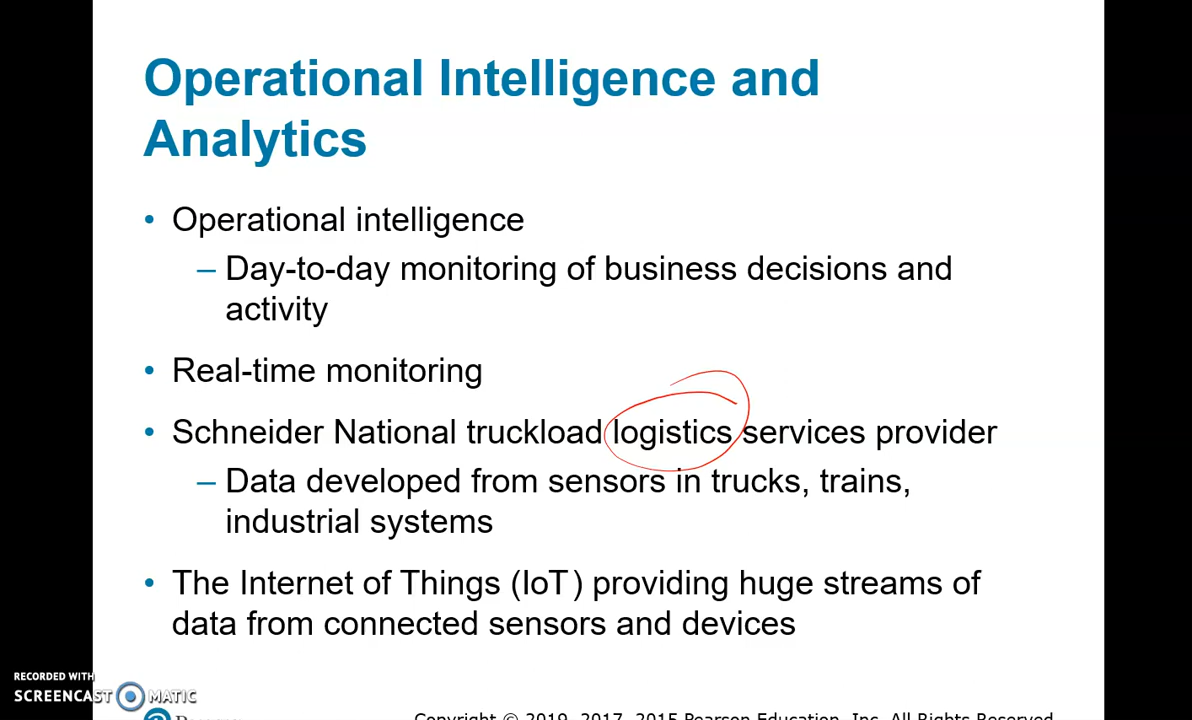 Operational Intelligence and
Analytics
• Operational intelligence
– Day-to-day monitoring of business decisions and
activity
• Real-time monitoring
• Schneider National truckload logistics services provider
– Data developed from sensors in trucks, trains,
industrial systems
• The Internet of Things (IoT) providing huge streams of
data from connected sensors and devices
RECORDED WITH
SCREENCAST MATIC
Copyright © 2019, 2017, 2015 Pearson Education, Inc. All Rights Reserved